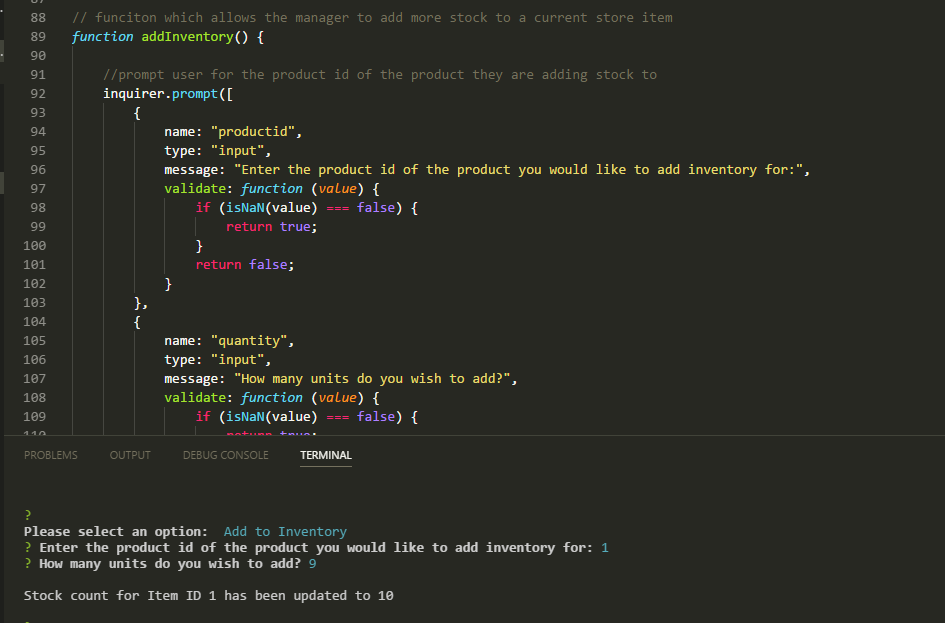 88 // funciton which allows the manager to add more stock to a current store item
89 function addInventory() {
90
91 //prompt user for the product id of the product they are adding stock to
92 inquirer.prompt([
93 {
94 name: "productid",
95 type: "input",
96 message: "Enter the product id of the product you would like to add inventory for:",
97 validate: function (value) {
98 if (isNaN(value) === false) {
99 return true;
100 }
101 return false;
102 }
103 },
104 {
105 name: "quantity",
106 type: "input",
107 message: "How many units do you wish to add?",
108 validate: function (value) {
109 if (isNaN(value) === false) {
110 return true;
PROBLEMS OUTPUT DEBUG CONSOLE TERMINAL
?
Please select an option: Add to Inventory
? Enter the product id of the product you would like to add inventory for: 1
? How many units do you wish to add? 9
Stock count for Item ID 1 has been updated to 10